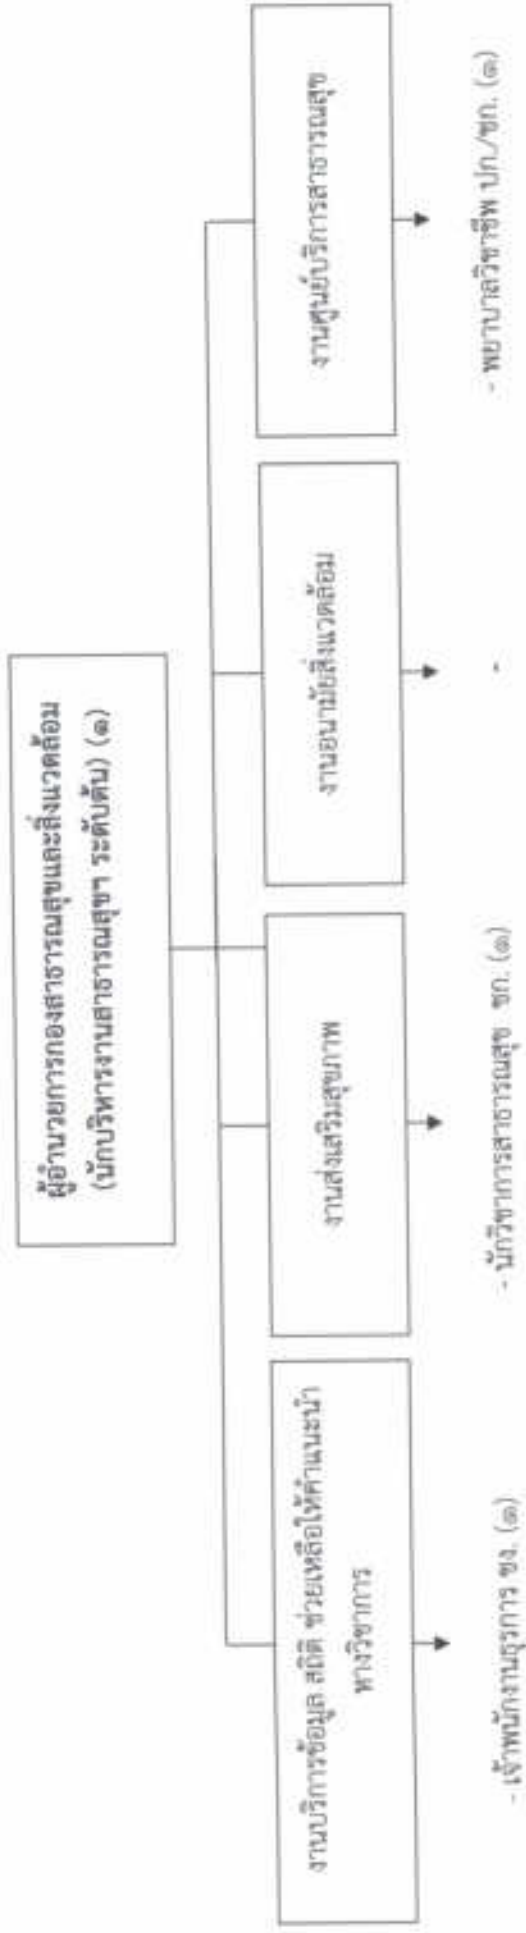 ผู้อำนวยการกองสาธารณสุขและสิ่งแวดล้อม
(นักบริหารงานสาธารณสุขฯ ระดับต้น) (๑)
งานบริการข้อมูล สถิติ ช่วยเหลือให้คำแนะนำ
ทางวิชาการ
งานส่งเสริมสุขภาพ
งานอนามัยสิ่งแวดล้อม
งานศูนย์บริการสาธารณสุข
- เจ้าพนักงานธุรการ ชง. (๑)
- นักวิชาการสาธารณสุข ชก. (๑)
-
- พยาบาลวิชาชีพ ปก./ชก. (๑)